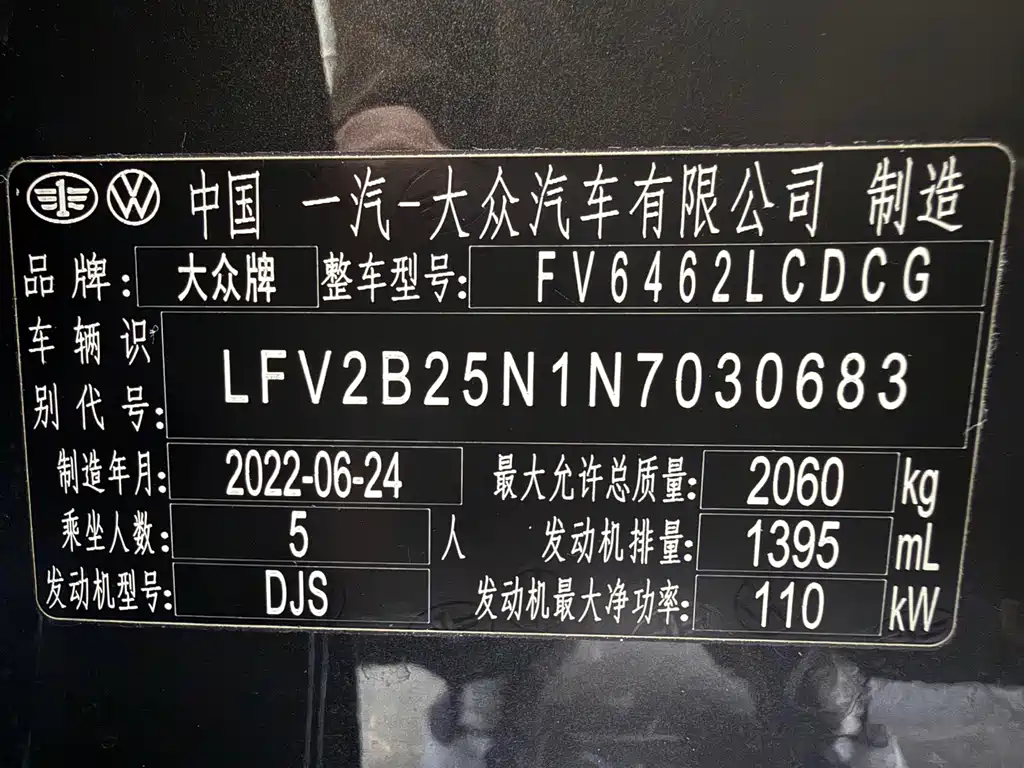 中国 一汽-大众汽车有限公司 制造
品牌: 大众牌 整车型号: FV6462LCDCG
车辆识
别代号: LFV2B25N1N7030683
制造年月: 2022-06-24 最大允许总质量: 2060 kg
乘坐人数: 5 人 发动机排量: 1395 mL
发动机型号: DJS 发动机最大净功率: 110 kW